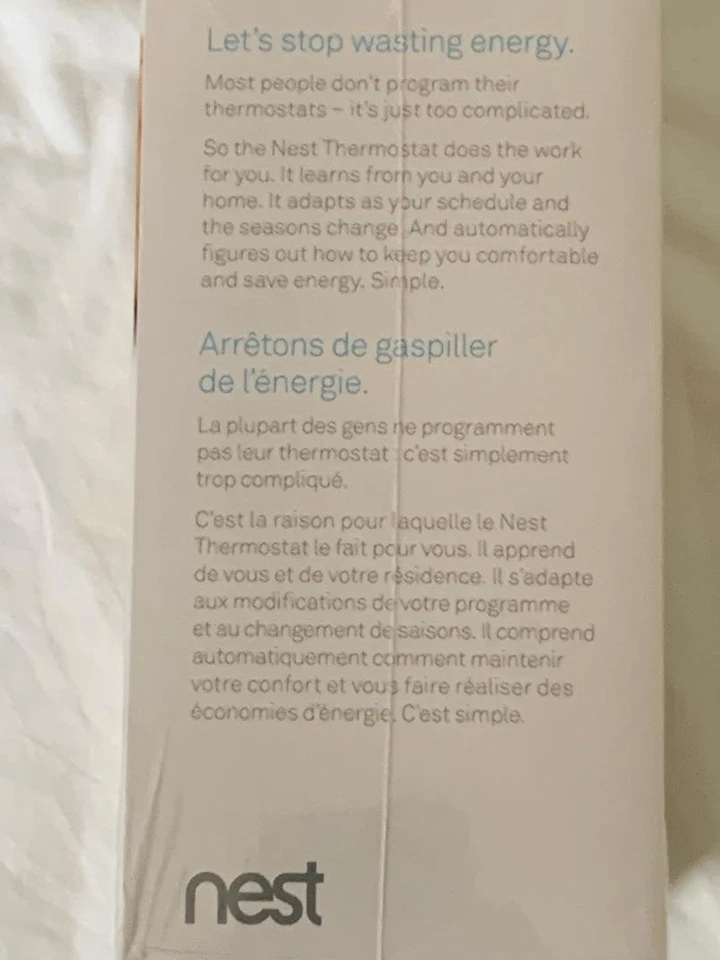 Let's stop wasting energy.
Most people don't program their
thermostats – it's just too complicated.
So the Nest Thermostat does the work
for you. It learns from you and your
home. It adapts as your schedule and
the seasons change. And automatically
figures out how to keep you comfortable
and save energy. Simple.
Arrêtons de gaspiller
de l'énergie.
La plupart des gens ne programment
pas leur thermostat : c'est simplement
trop compliqué.
C'est la raison pour laquelle le Nest
Thermostat le fait pour vous. Il apprend
de vous et de votre résidence. Il s'adapte
aux modifications de votre programme
et au changement de saisons. Il comprend
automatiquement comment maintenir
votre confort et vous faire réaliser des
économies d'énergie. C'est simple.
nest